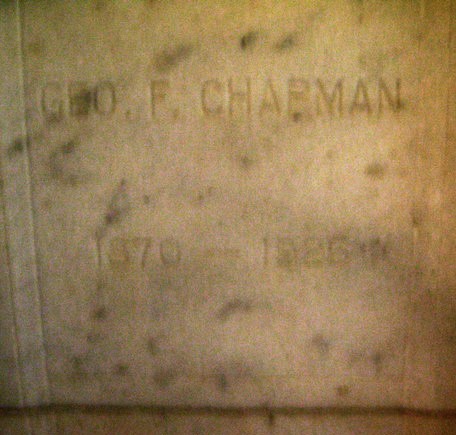 GEO. F. CHAPMAN
1870 — 1926